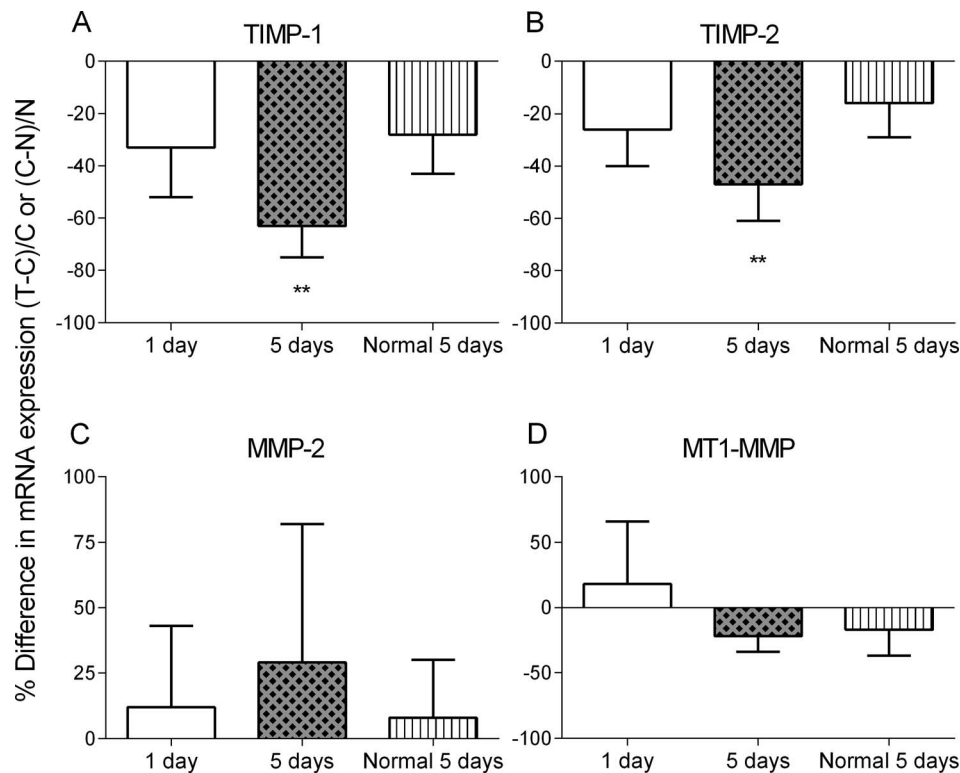 % Difference in mRNA expression (T-C)/C or (C-N)/N
A
TIMP-1
0
-20
-40
-60
-80
-100
**
1 day
5 days
Normal 5 days
B
TIMP-2
0
-20
-40
-60
-80
-100
**
1 day
5 days
Normal 5 days
C
MMP-2
100
75
50
25
0
1 day
5 days
Normal 5 days
D
MT1-MMP
100
50
0
-50
-100
1 day
5 days
Normal 5 days